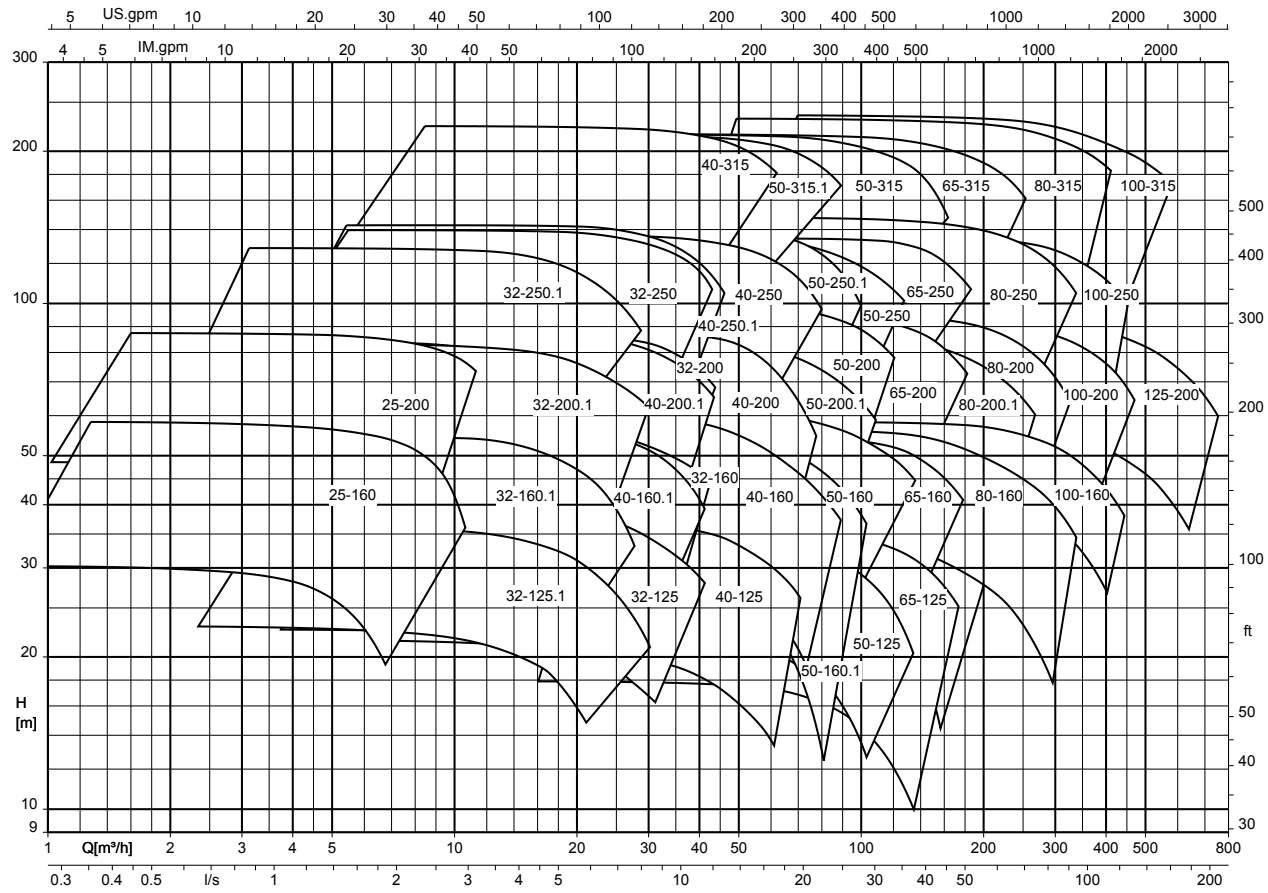 5 US.gpm 10 20 30 40 50 100 200 300 400 500 1000 2000 3000
4 5 IM.gpm 10 20 30 40 50 100 200 300 400 500 1000 2000
300
200
40-315 50-315.1 50-315 65-315 80-315 100-315
500
400
50-250.1
100 32-250.1 32-250 40-250 65-250 80-250 100-250
50-250
40-250.1 300
32-200 50-200 80-200
65-200 100-200 125-200
25-200 32-200.1 40-200.1 40-200 50-200.1 80-200.1 200
50
32-160
25-160 32-160.1 40-160.1 40-160 50-160 65-160 80-160 100-160
40
30 100
32-125.1 32-125 40-125 65-125
50-125 ft
20 50-160.1
H
[m] 50
40
10
9 30
1 Q[m³/h] 2 3 4 5 10 20 30 40 50 100 200 300 400 500 800
0.3 0.4 0.5 l/s 1 2 3 4 5 10 20 30 40 50 100 200